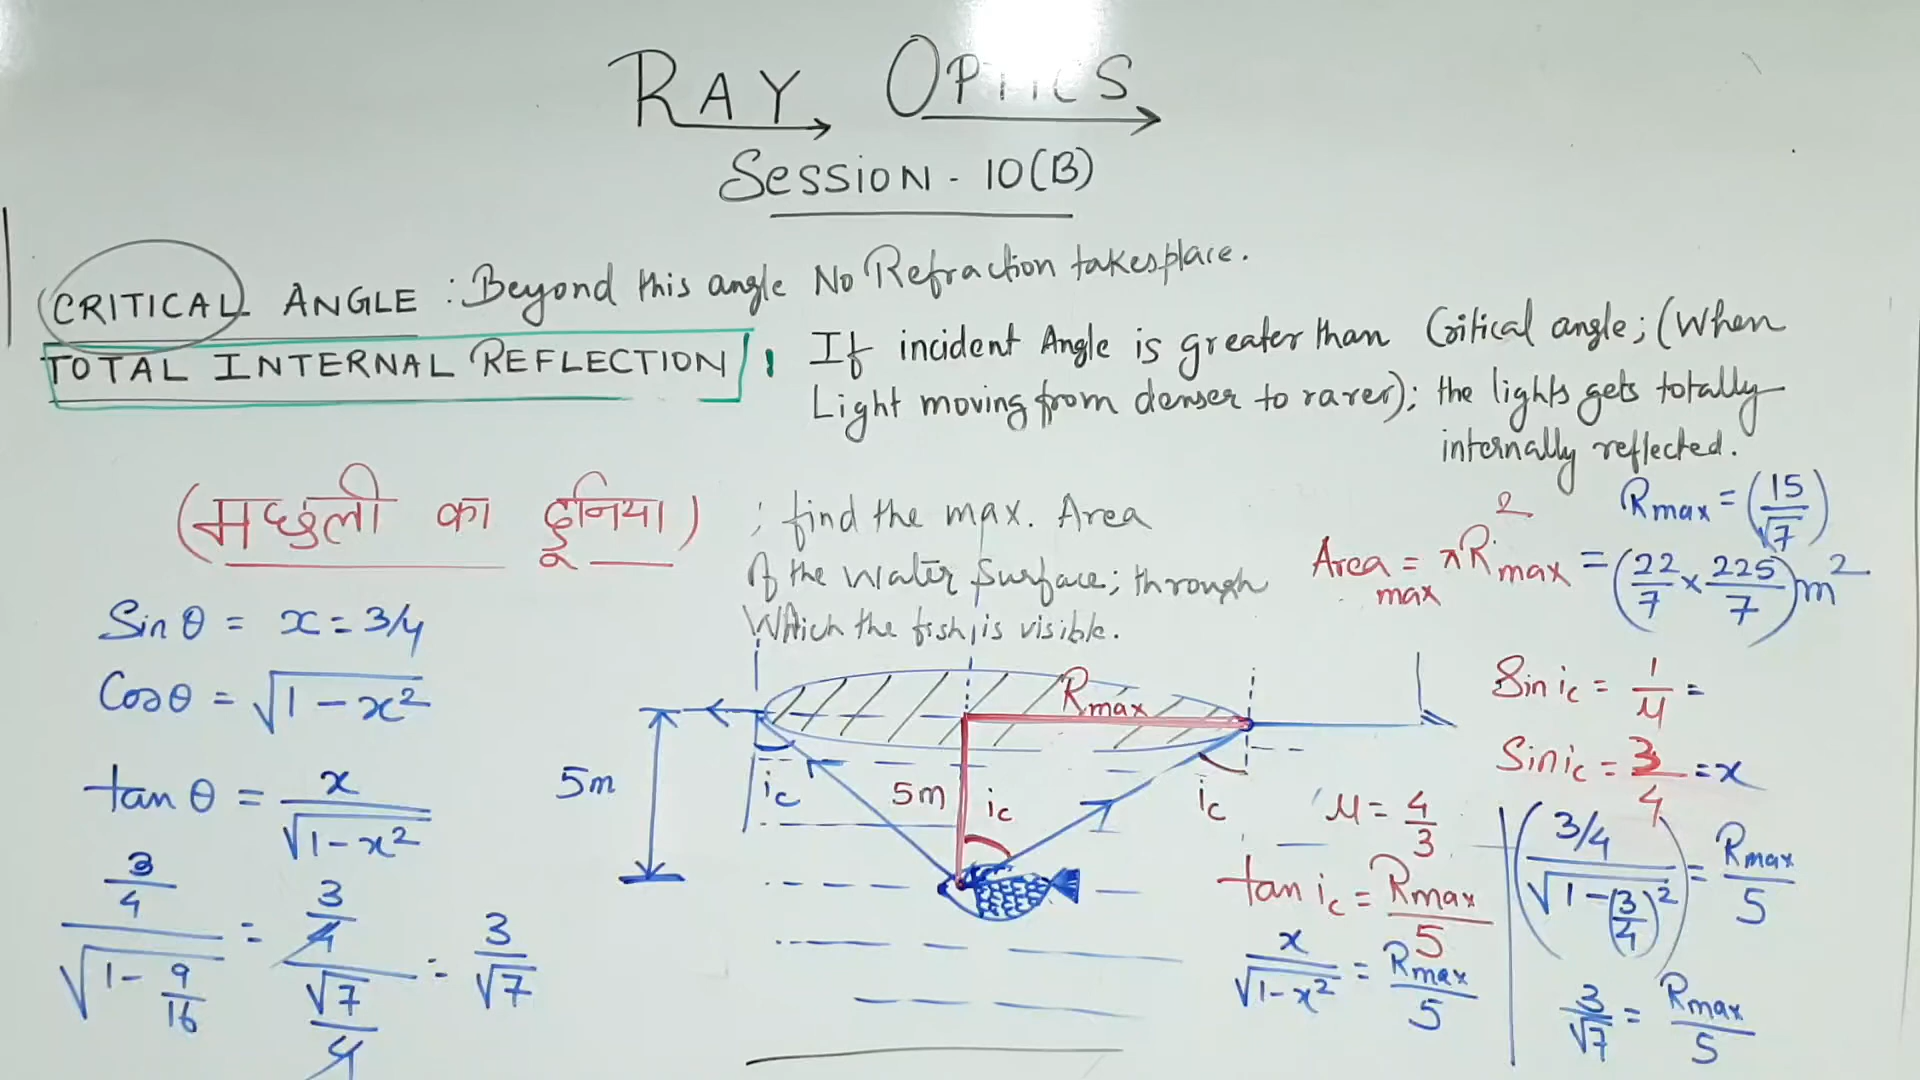 RAY OPTICS
SESSION - 10(B)
CRITICAL ANGLE : Beyond this angle No Refraction takes place.
TOTAL INTERNAL REFLECTION : If incident Angle is greater than Critical angle; (When
Light moving from denser to rarer); the lights gets totally
internally reflected.
(मछुली का दूनिया) ; find the max. Area
Of the Water Surface; through
Which the fish is visible.
Rmax = (15/√7)
Area max = πR²max = (22/7 × 225/7) m²
Sin θ = x = 3/4
Cos θ = √(1 - x²)
tan θ = x/√(1 - x²)
(3/4)/√(1 - 9/16) = (3/4)/(√7/4) = 3/√7
Rmax
5m
5m
ic
ic
ic
μ = 4/3
tan ic = Rmax/5
x/√(1-x²) = Rmax/5
Sin ic = 1/μ =
Sin ic = 3/4 = x
((3/4)/√(1 - (3/4)²)) = Rmax/5
3/√7 = Rmax/5